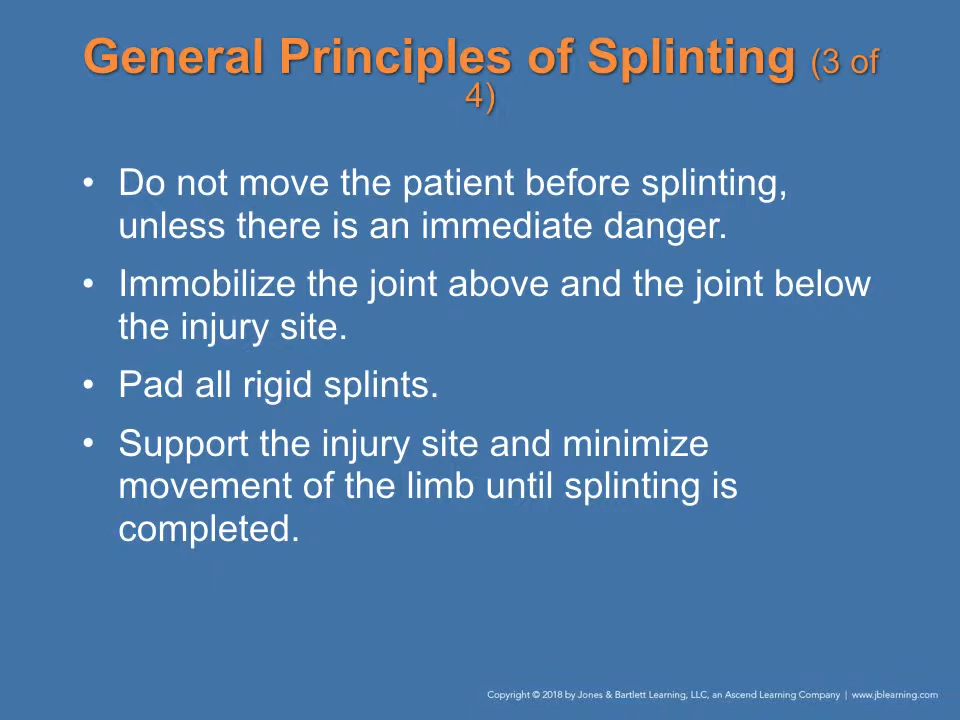 General Principles of Splinting (3 of
4)
• Do not move the patient before splinting,
unless there is an immediate danger.
• Immobilize the joint above and the joint below
the injury site.
• Pad all rigid splints.
• Support the injury site and minimize
movement of the limb until splinting is
completed.
Copyright © 2018 by Jones & Bartlett Learning, LLC, an Ascend Learning Company | www.jblearning.com